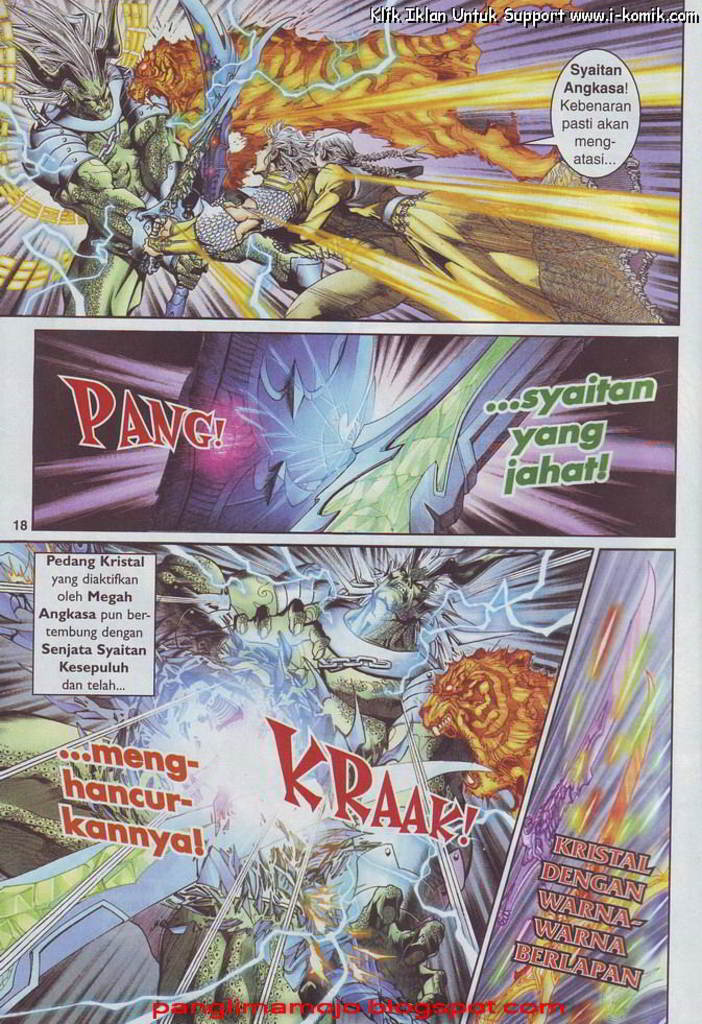 Klik Iklan Untuk Support www.i-komik.com
Syaitan
Angkasa!
Kebenaran
pasti akan
meng-
atasi...
PANG!
...syaitan
yang
jahat!
18
Pedang Kristal
yang diaktifkan
oleh Megah
Angkasa pun ber-
tembung dengan
Senjata Syaitan
Kesepuluh
dan telah...
...meng-
hancur-
kannya!
KRAAK!
KRISTAL
DENGAN
WARNA-
WARNA
BERLAPAN
panglimamojo.blogspot.com